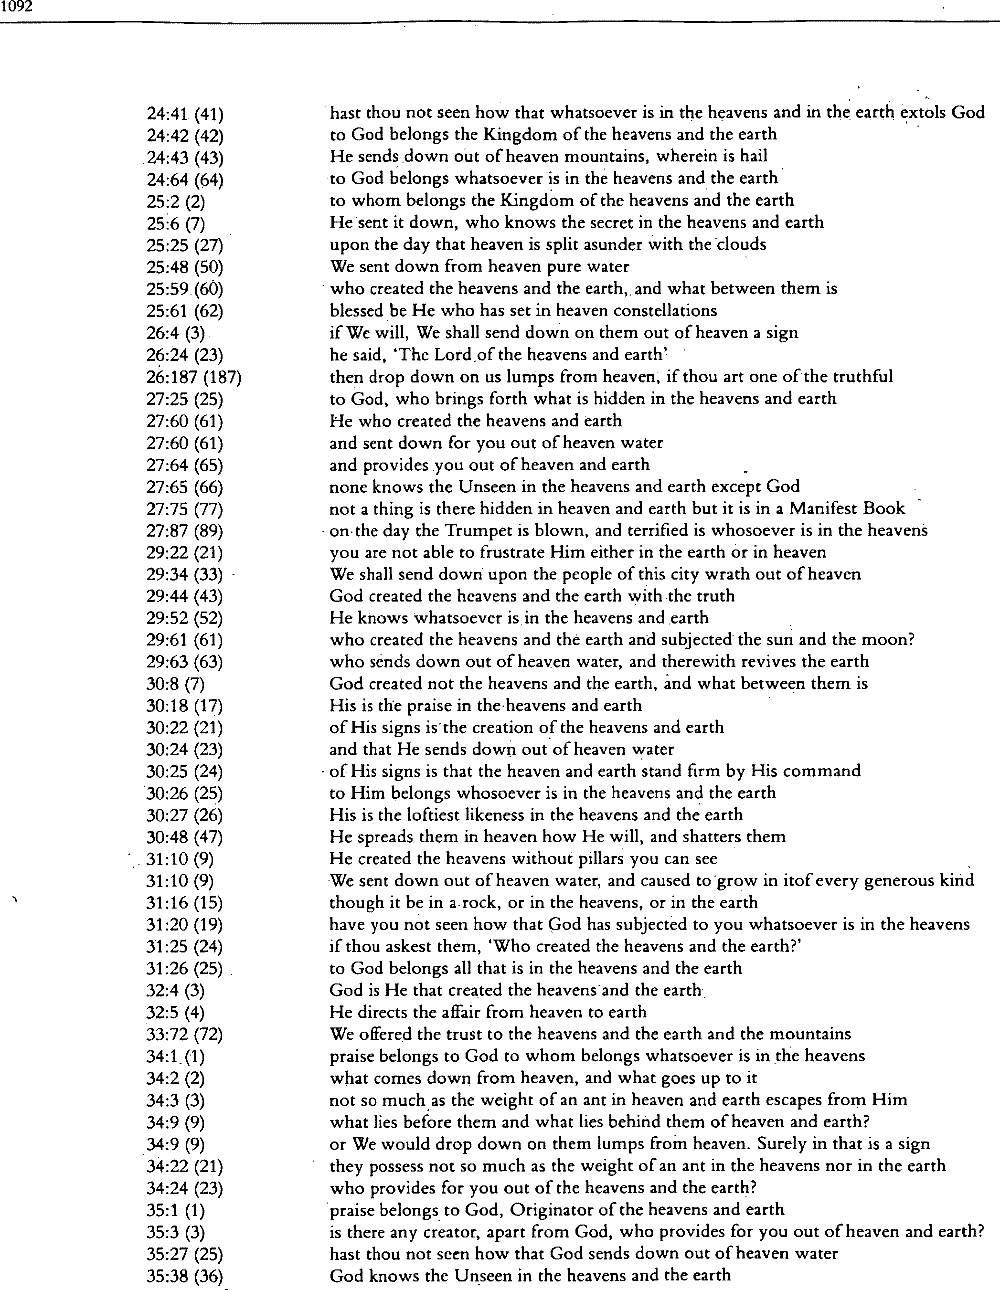 1092
24:41 (41) hast thou not seen how that whatsoever is in the heavens and in the earth extols God
24:42 (42) to God belongs the Kingdom of the heavens and the earth
24:43 (43) He sends down out of heaven mountains, wherein is hail
24:64 (64) to God belongs whatsoever is in the heavens and the earth
25:2 (2) to whom belongs the Kingdom of the heavens and the earth
25:6 (7) He sent it down, who knows the secret in the heavens and earth
25:25 (27) upon the day that heaven is split asunder with the clouds
25:48 (50) We sent down from heaven pure water
25:59 (60) who created the heavens and the earth, and what between them is
25:61 (62) blessed be He who has set in heaven constellations
26:4 (3) if We will, We shall send down on them out of heaven a sign
26:24 (23) he said, 'The Lord of the heavens and earth'
26:187 (187) then drop down on us lumps from heaven, if thou art one of the truthful
27:25 (25) to God, who brings forth what is hidden in the heavens and earth
27:60 (61) He who created the heavens and earth
27:60 (61) and sent down for you out of heaven water
27:64 (65) and provides you out of heaven and earth
27:65 (66) none knows the Unseen in the heavens and earth except God
27:75 (77) not a thing is there hidden in heaven and earth but it is in a Manifest Book
27:87 (89) on the day the Trumpet is blown, and terrified is whosoever is in the heavens
29:22 (21) you are not able to frustrate Him either in the earth or in heaven
29:34 (33) We shall send down upon the people of this city wrath out of heaven
29:44 (43) God created the heavens and the earth with the truth
29:52 (52) He knows whatsoever is in the heavens and earth
29:61 (61) who created the heavens and the earth and subjected the sun and the moon?
29:63 (63) who sends down out of heaven water, and therewith revives the earth
30:8 (7) God created not the heavens and the earth, and what between them is
30:18 (17) His is the praise in the heavens and earth
30:22 (21) of His signs is the creation of the heavens and earth
30:24 (23) and that He sends down out of heaven water
30:25 (24) of His signs is that the heaven and earth stand firm by His command
30:26 (25) to Him belongs whosoever is in the heavens and the earth
30:27 (26) His is the loftiest likeness in the heavens and the earth
30:48 (47) He spreads them in heaven how He will, and shatters them
31:10 (9) He created the heavens without pillars you can see
31:10 (9) We sent down out of heaven water, and caused to grow in itof every generous kind
31:16 (15) though it be in a rock, or in the heavens, or in the earth
31:20 (19) have you not seen how that God has subjected to you whatsoever is in the heavens
31:25 (24) if thou askest them, 'Who created the heavens and the earth?'
31:26 (25) to God belongs all that is in the heavens and the earth
32:4 (3) God is He that created the heavens and the earth
32:5 (4) He directs the affair from heaven to earth
33:72 (72) We offered the trust to the heavens and the earth and the mountains
34:1 (1) praise belongs to God to whom belongs whatsoever is in the heavens
34:2 (2) what comes down from heaven, and what goes up to it
34:3 (3) not so much as the weight of an ant in heaven and earth escapes from Him
34:9 (9) what lies before them and what lies behind them of heaven and earth?
34:9 (9) or We would drop down on them lumps from heaven. Surely in that is a sign
34:22 (21) they possess not so much as the weight of an ant in the heavens nor in the earth
34:24 (23) who provides for you out of the heavens and the earth?
35:1 (1) praise belongs to God, Originator of the heavens and earth
35:3 (3) is there any creator, apart from God, who provides for you out of heaven and earth?
35:27 (25) hast thou not seen how that God sends down out of heaven water
35:38 (36) God knows the Unseen in the heavens and the earth